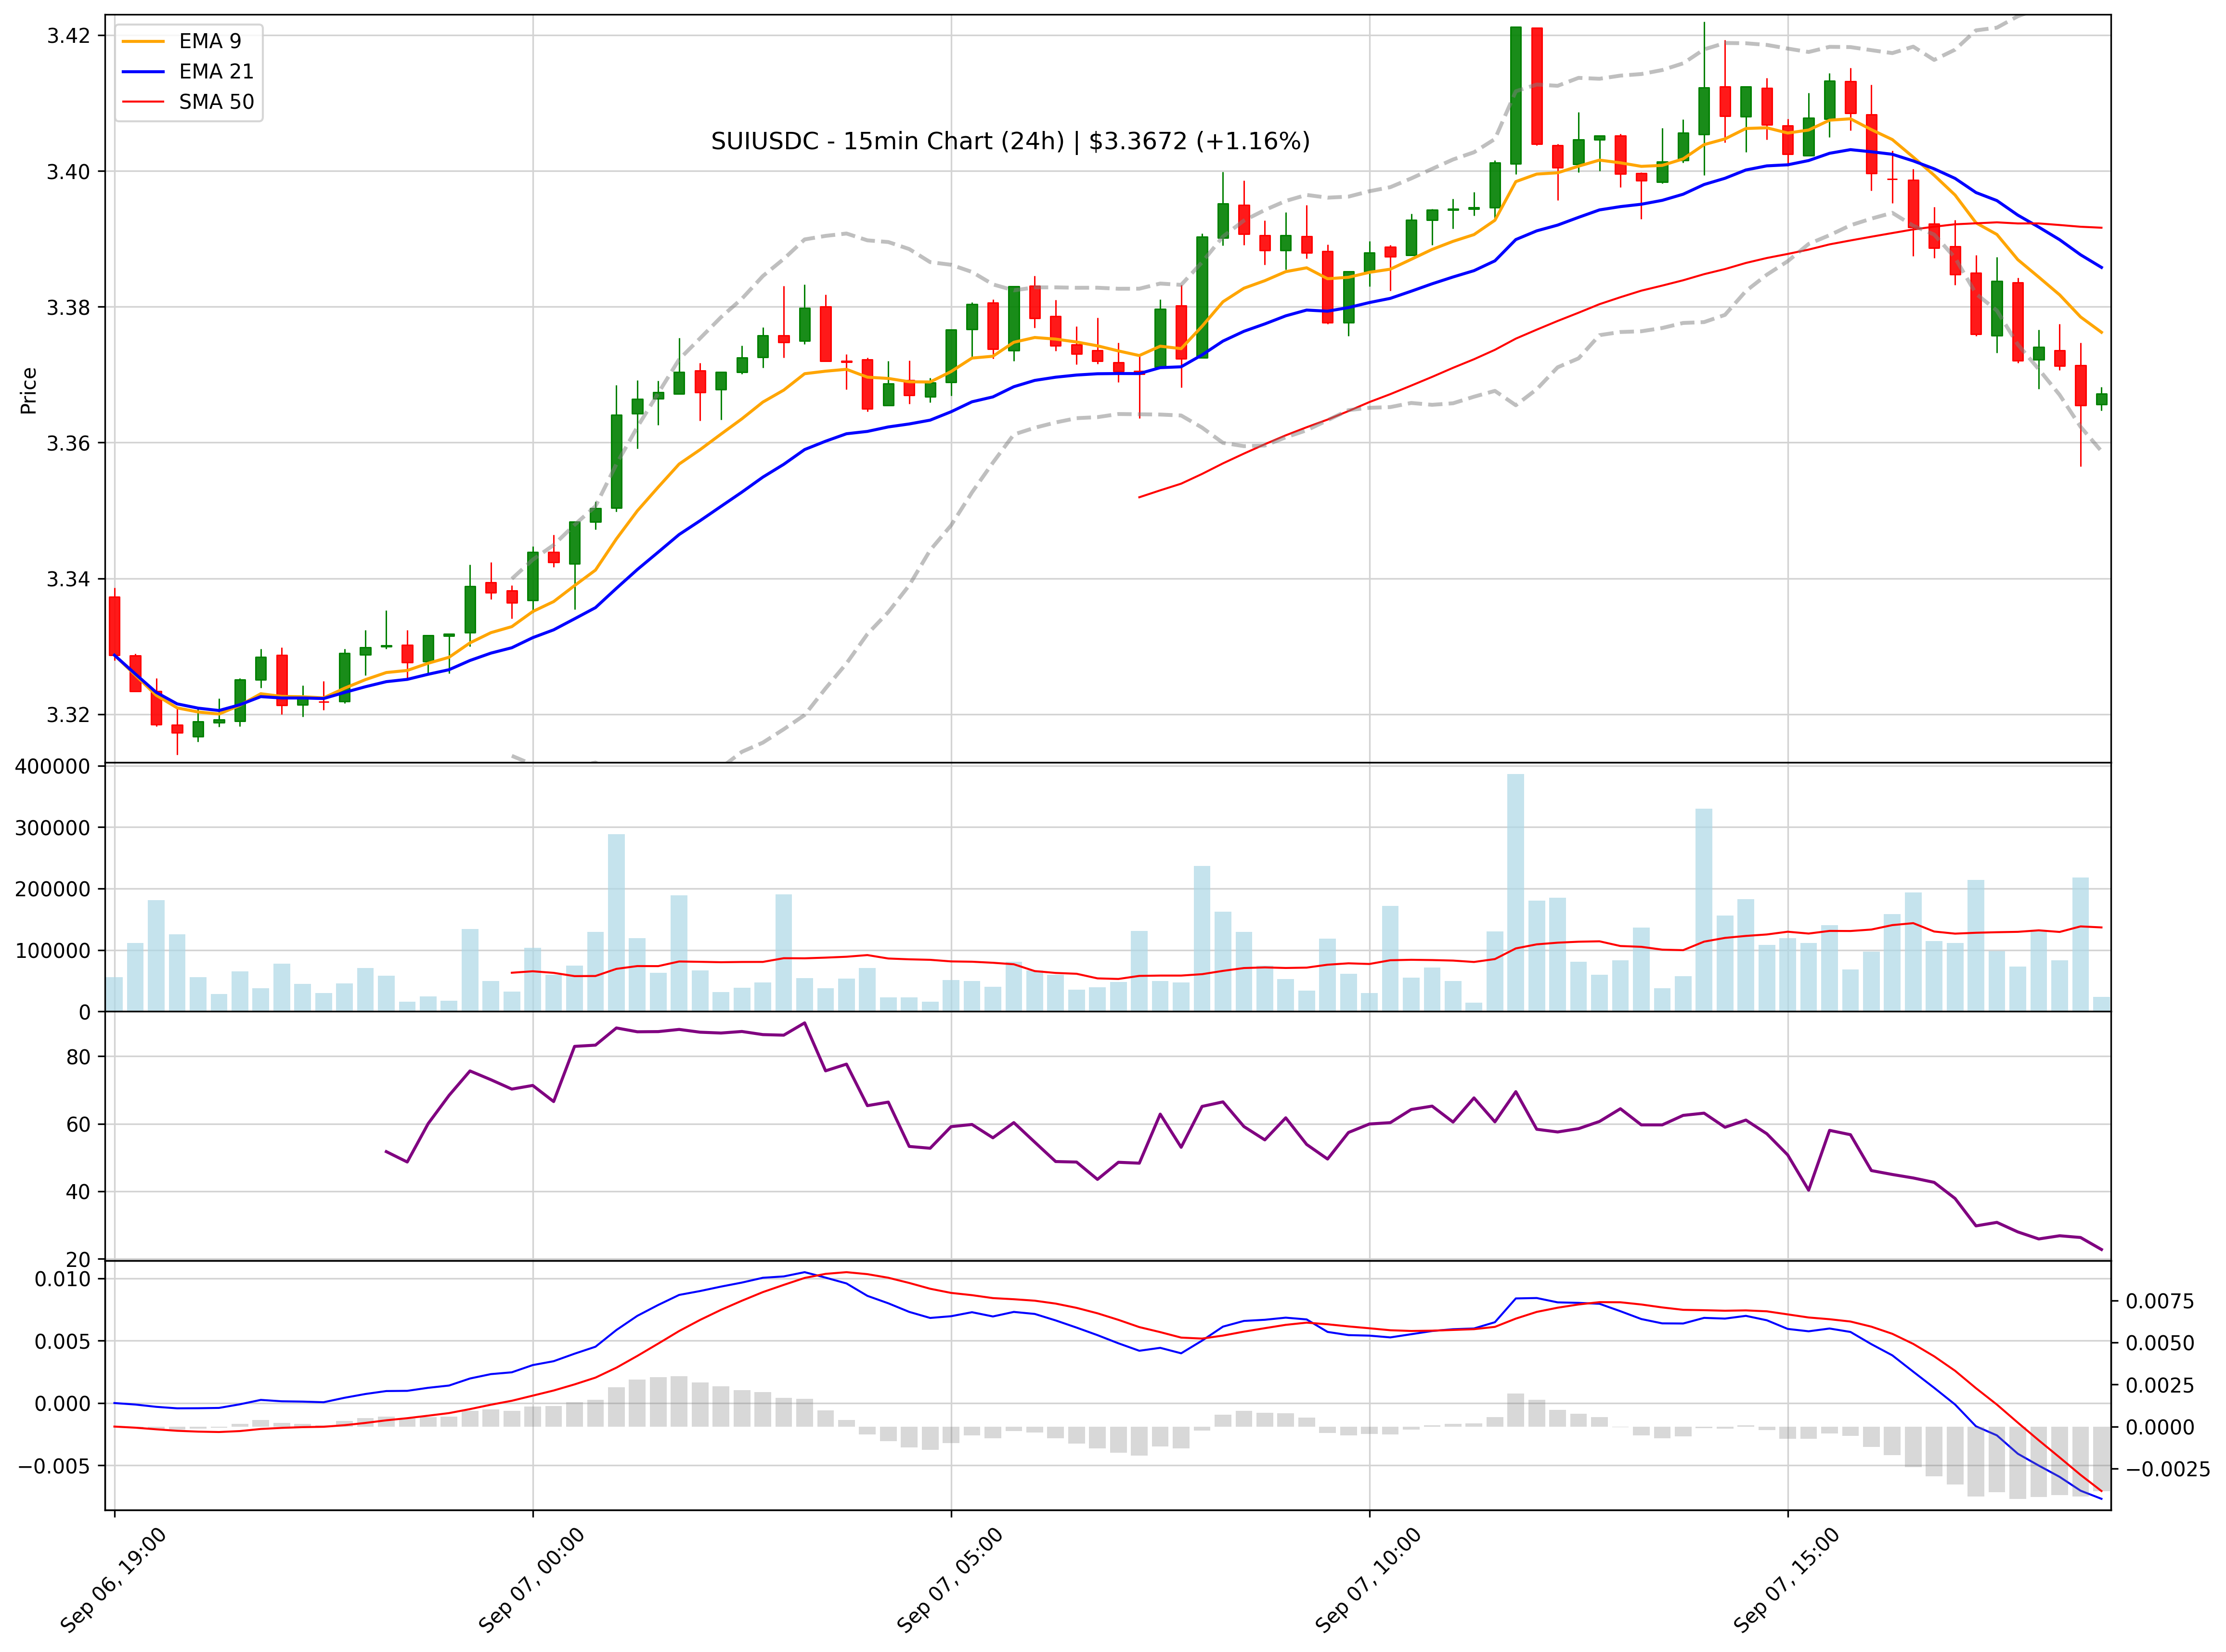 EMA 9
EMA 21
SMA 50
SUIUSDC - 15min Chart (24h) | $3.3672 (+1.16%)
Price
3.42
3.40
3.38
3.36
3.34
3.32
400000
300000
200000
100000
0
80
60
40
20
0.010
0.005
0.000
−0.005
0.0075
0.0050
0.0025
0.0000
−0.0025
Sep 06, 19:00
Sep 07, 00:00
Sep 07, 05:00
Sep 07, 10:00
Sep 07, 15:00